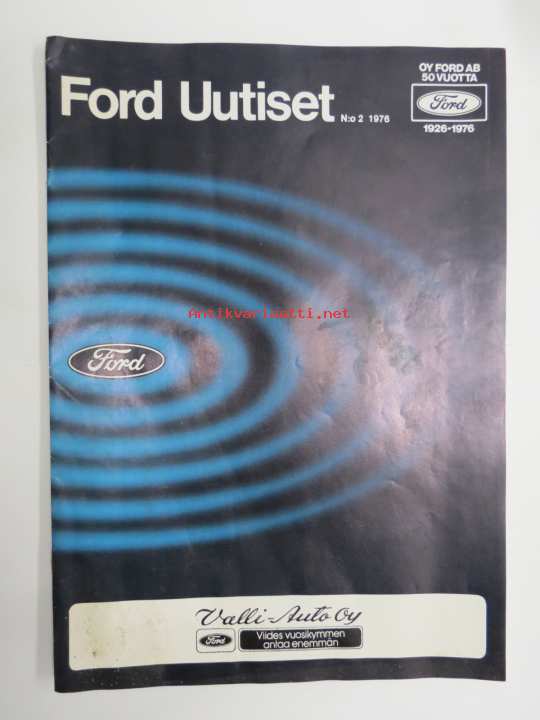 OY FORD AB
50 VUOTTA
Ford
1926-1976
Ford Uutiset N:o 2 1976
Antikvariaatti.net
Ford
Valli-Auto Oy
Ford
Viides vuosikymmen
antaa enemmän